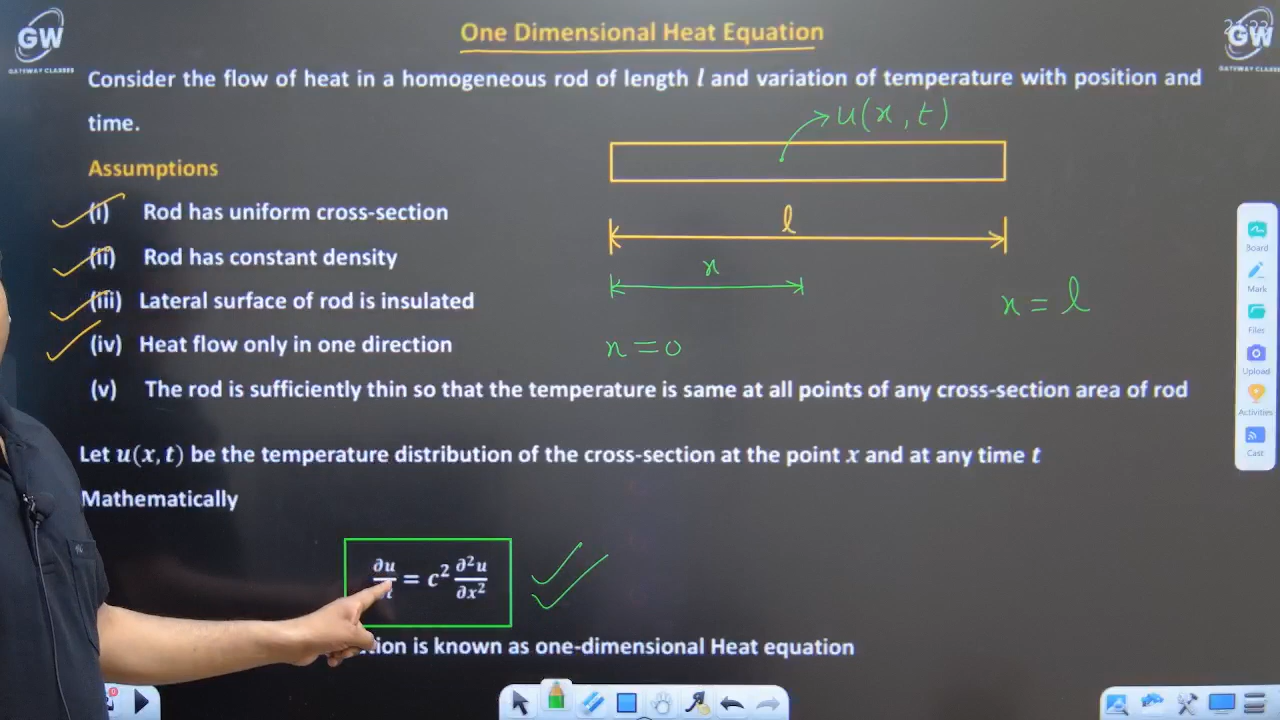 GW
GATEWAY CLASSES
One Dimensional Heat Equation
GW
GATEWAY CLASSES
Consider the flow of heat in a homogeneous rod of length l and variation of temperature with position and
time.
u(x, t)
Assumptions
(i) Rod has uniform cross-section
l
(ii) Rod has constant density
x
(iii) Lateral surface of rod is insulated
x = l
(iv) Heat flow only in one direction
x = 0
(v) The rod is sufficiently thin so that the temperature is same at all points of any cross-section area of rod
Let u(x, t) be the temperature distribution of the cross-section at the point x and at any time t
Mathematically
∂u/ = c² ∂²u/∂x²
is known as one-dimensional Heat equation
Board
Mark
Files
Upload
Activities
Cast